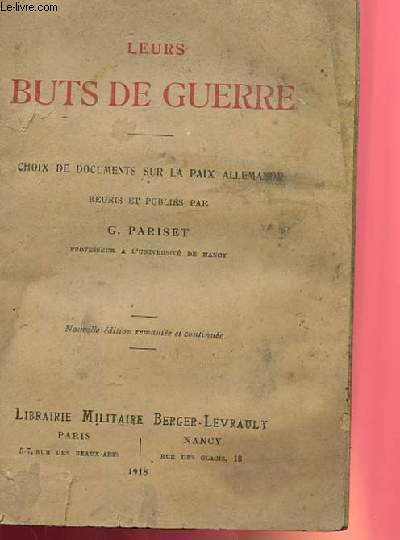 Le-livre.com
LEURS
BUTS DE GUERRE
CHOIX DE DOCUMENTS SUR LA PAIX ALLEMANDE
RÉUNIS ET PUBLIÉS PAR
G. PARISET
PROFESSEUR A L'UNIVERSITÉ DE NANCY
Nouvelle édition remaniée et continuée
LIBRAIRIE MILITAIRE BERGER-LEVRAULT
PARIS
NANCY
5-7, RUE DES BEAUX-ARTS
RUE DES GLACIS, 18
1918